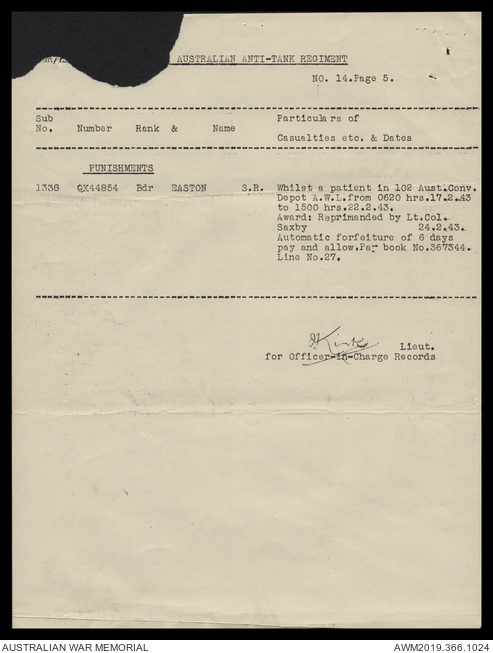 AUSTRALIAN ANTI-TANK REGIMENT
NO. 14.Page 5.
Sub No. Number Rank & Name Particulars of
Casualties etc. & Dates
PUNISHMENTS
1338 QX44854 Bdr EASTON S.R. Whilst a patient in 102 Aust.Conv.
Depot A.W.L.from 0620 hrs.17.2.43
to 1500 hrs.22.2.43.
Award: Reprimanded by Lt.Col.
Saxby 24.2.43.
Automatic forfeiture of 6 days
pay and allow.Pay book No.367344.
Line No.27.
Lieut.
for Officer-in-Charge Records
AUSTRALIAN WAR MEMORIAL AWM2019.366.1024